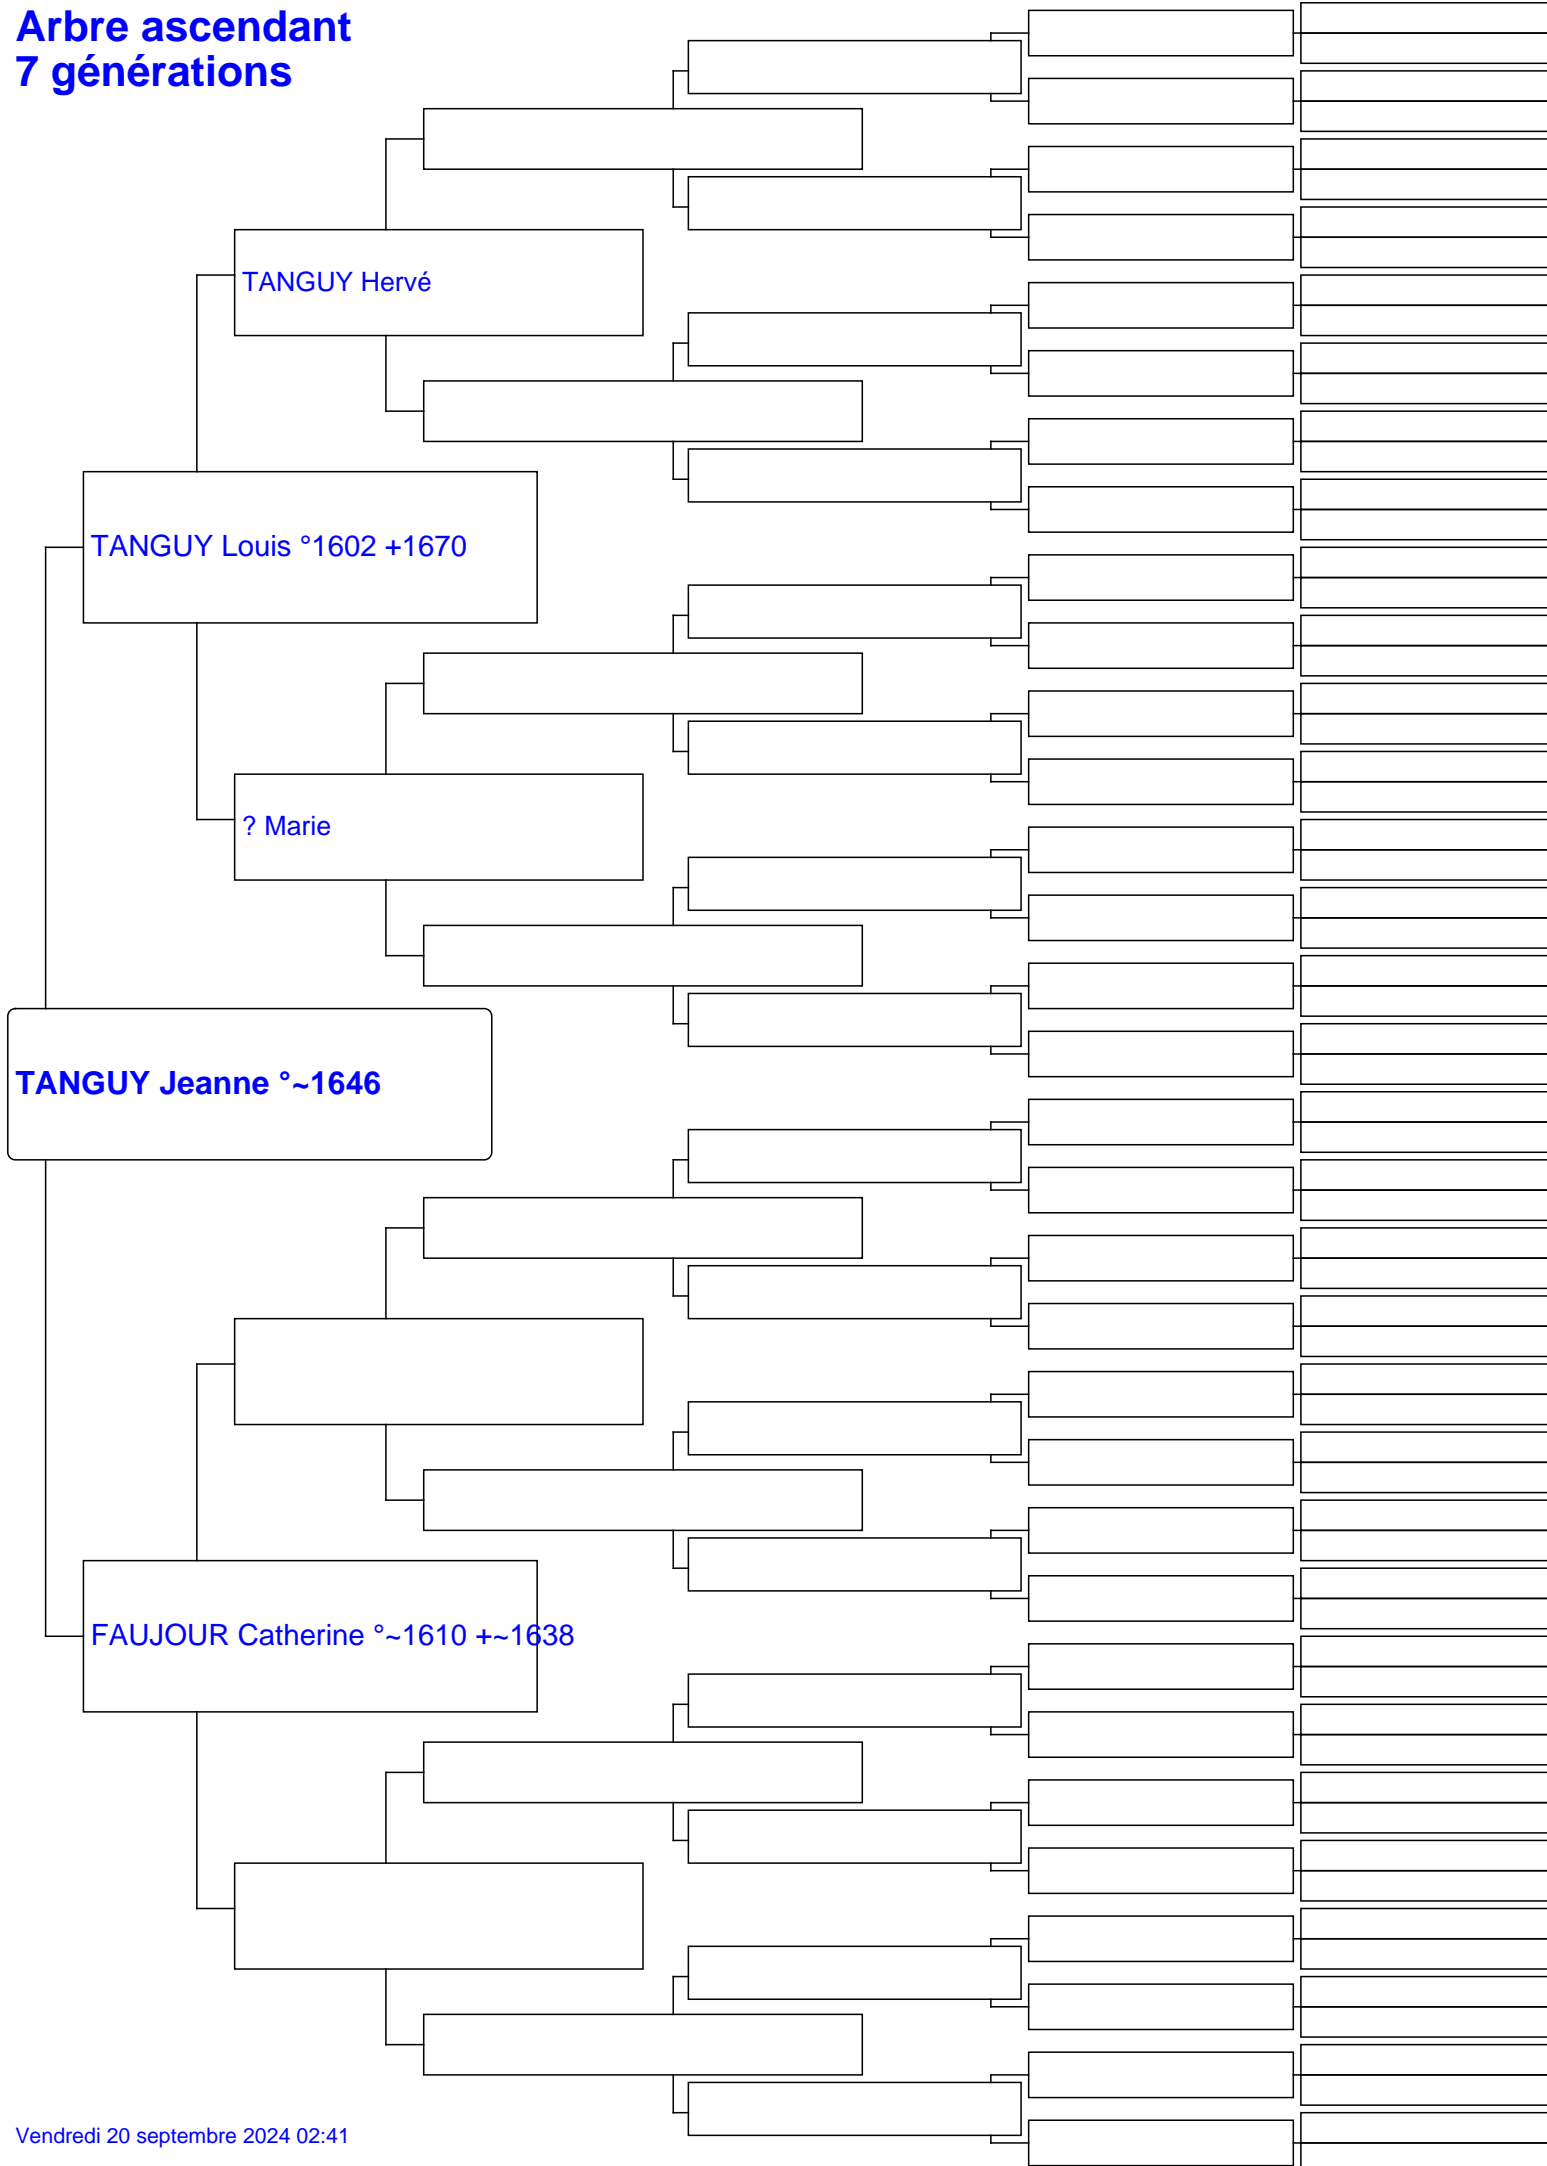 Arbre ascendant
7 générations
TANGUY Hervé
TANGUY Louis °1602 +1670
? Marie
TANGUY Jeanne °~1646
FAUJOUR Catherine °~1610 +~1638
Vendredi 20 septembre 2024 02:41